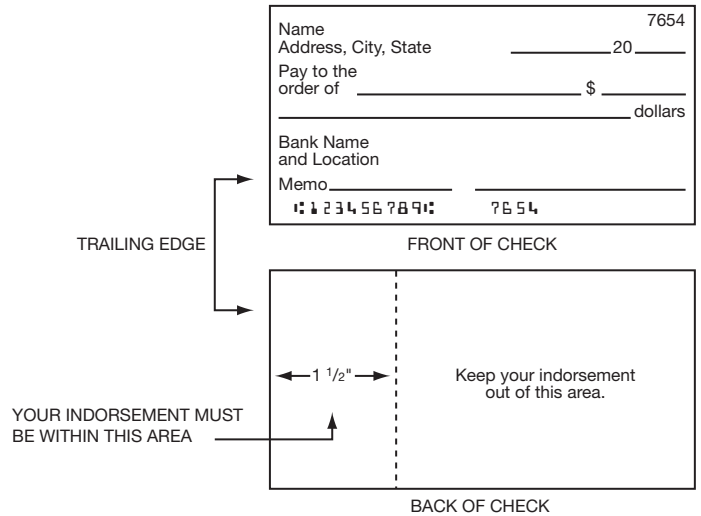 7654
Name
Address, City, State 20
Pay to the
order of $
dollars
Bank Name
and Location
Memo
⑆123456789⑆ 7654
TRAILING EDGE
FRONT OF CHECK
1 1/2"
Keep your indorsement
out of this area.
YOUR INDORSEMENT MUST
BE WITHIN THIS AREA
BACK OF CHECK